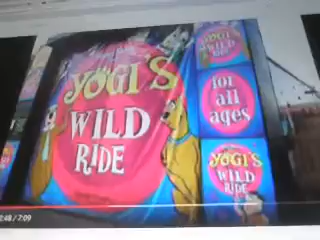 YOGI'S
WILD
RIDE
YOGI'S
WILD
RIDE
for
all
ages
YOGI'S
WILD
RIDE
2:48 / 7:09